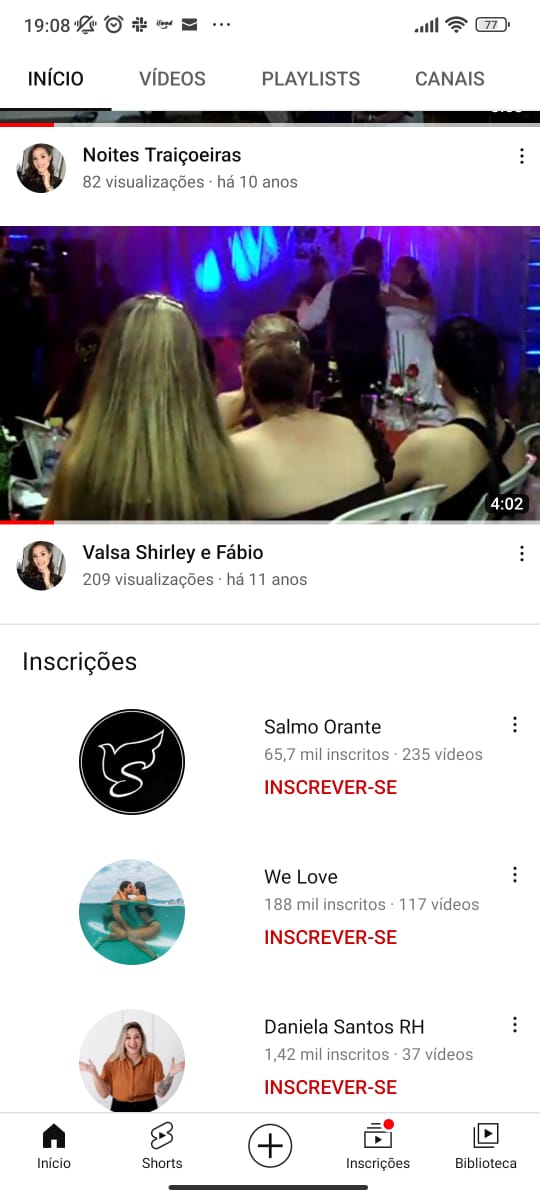 19:08
77
INÍCIO
VÍDEOS
PLAYLISTS
CANAIS
Noites Traiçoeiras
82 visualizações · há 10 anos
4:02
Valsa Shirley e Fábio
209 visualizações · há 11 anos
Inscrições
Salmo Orante
65,7 mil inscritos · 235 vídeos
INSCREVER-SE
We Love
188 mil inscritos · 117 vídeos
INSCREVER-SE
Daniela Santos RH
1,42 mil inscritos · 37 vídeos
INSCREVER-SE
Início
Shorts
Inscrições
Biblioteca